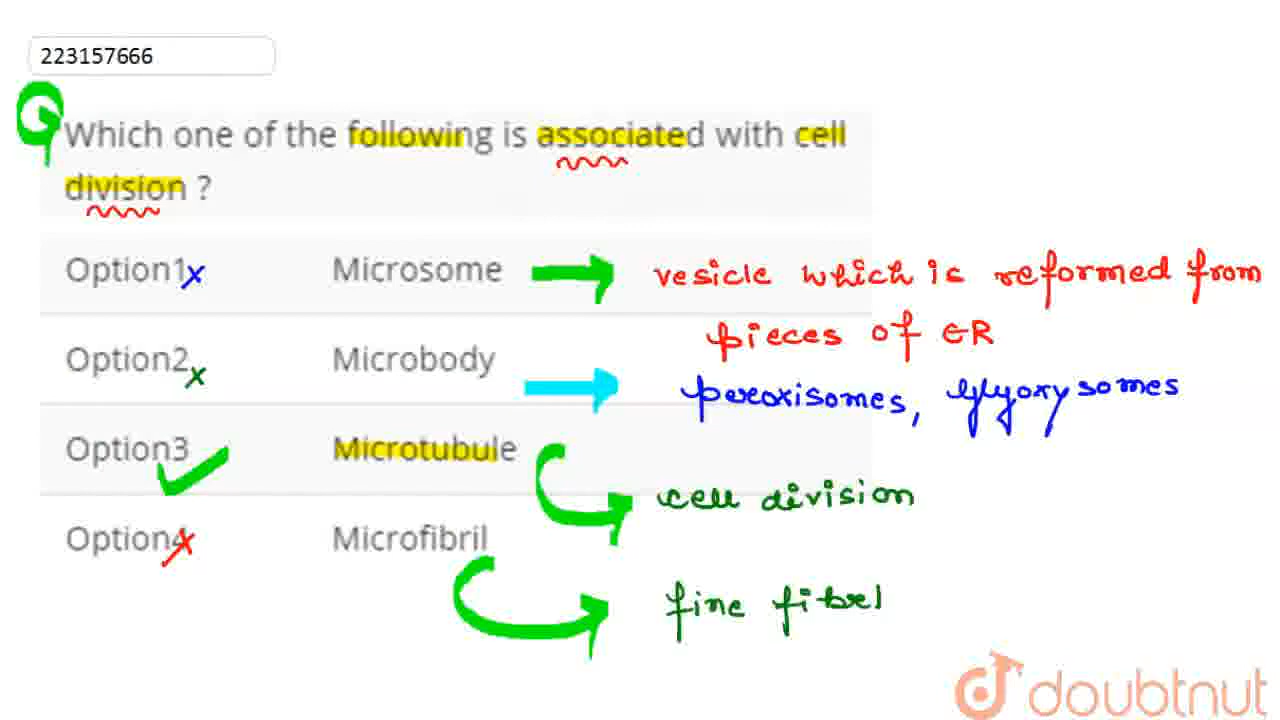 223157666
Which one of the following is associated with cell
division ?
Option1 x Microsome
vesicle which is reformed from
pieces of ER
Option2 x Microbody
peroxisomes, glyoxysomes
Option3 Microtubule
cell division
Option4 x Microfibril
fine fibrel
doubtnut